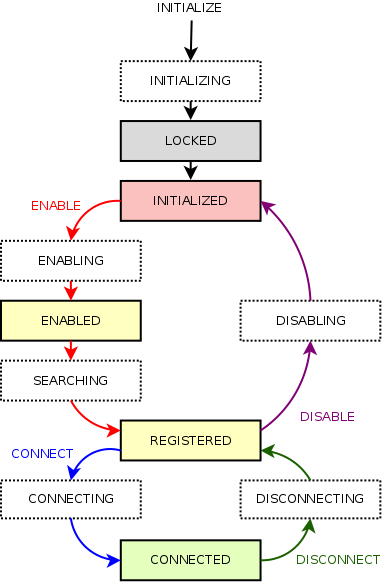 INITIALIZE
INITIALIZING
LOCKED
INITIALIZED
ENABLE
ENABLING
ENABLED
DISABLING
SEARCHING
DISABLE
REGISTERED
CONNECT
CONNECTING
DISCONNECTING
CONNECTED
DISCONNECT